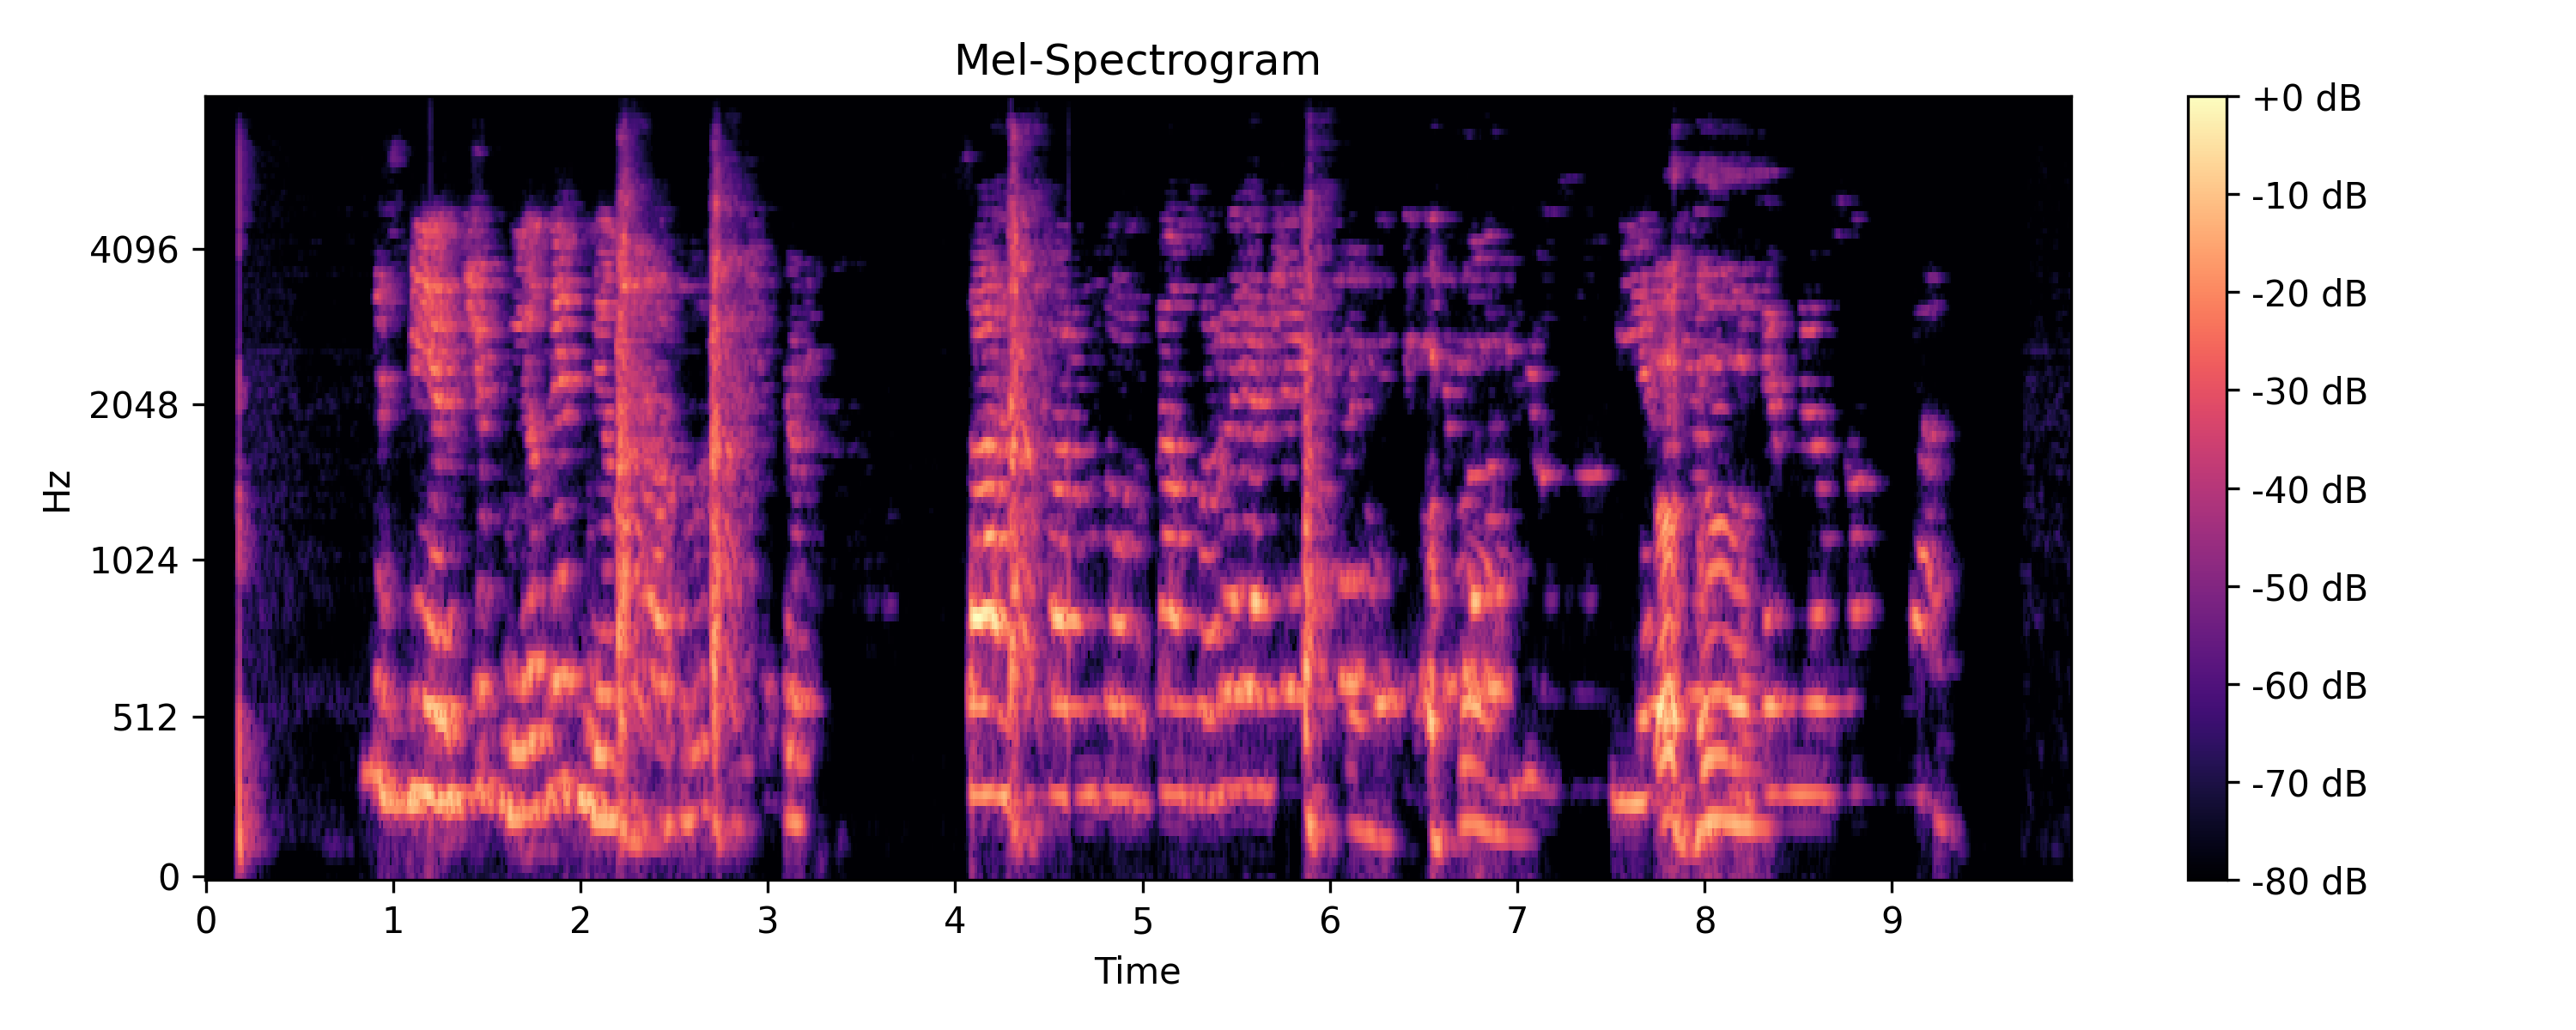 Mel-Spectrogram
+0 dB
-10 dB
-20 dB
-30 dB
-40 dB
-50 dB
-60 dB
-70 dB
-80 dB
4096
2048
1024
512
0
Hz
0 1 2 3 4 5 6 7 8 9
Time